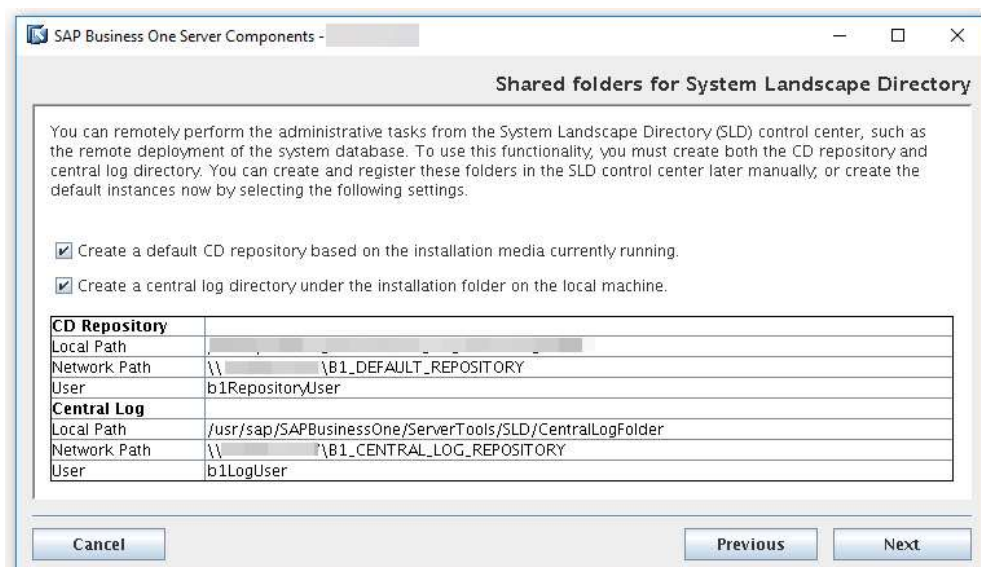 SAP Business One Server Components -
Shared folders for System Landscape Directory
You can remotely perform the administrative tasks from the System Landscape Directory (SLD) control center, such as
the remote deployment of the system database. To use this functionality, you must create both the CD repository and
central log directory. You can create and register these folders in the SLD control center later manually; or create the
default instances now by selecting the following settings.
Create a default CD repository based on the installation media currently running.
Create a central log directory under the installation folder on the local machine.
CD Repository
Local Path
Network Path \\ \B1_DEFAULT_REPOSITORY
User b1RepositoryUser
Central Log
Local Path /usr/sap/SAPBusinessOne/ServerTools/SLD/CentralLogFolder
Network Path \\ \B1_CENTRAL_LOG_REPOSITORY
User b1LogUser
Cancel Previous Next